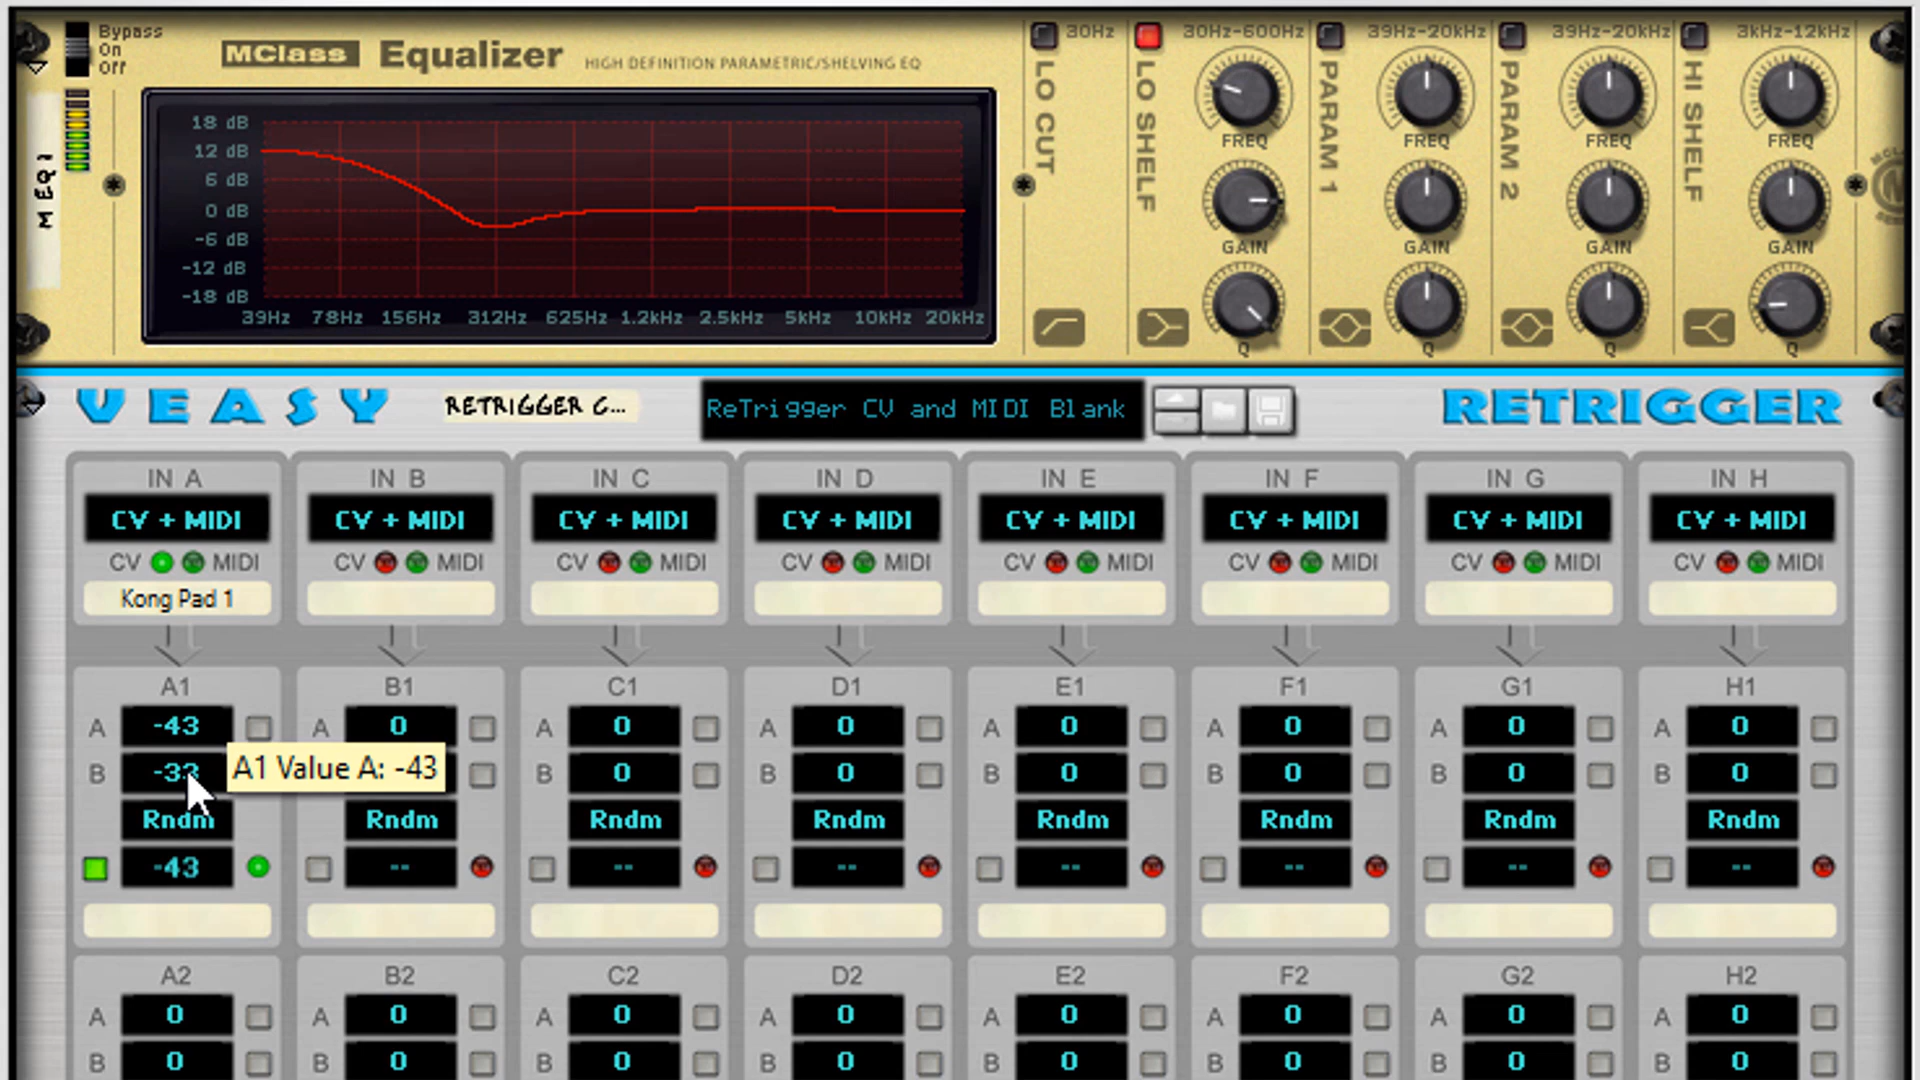 Bypass
On
Off
MClass Equalizer HIGH DEFINITION PARAMETRIC/SHELVING EQ
M EQ 1
18 dB
12 dB
6 dB
0 dB
-6 dB
-12 dB
-18 dB
39Hz 78Hz 156Hz 312Hz 625Hz 1.2kHz 2.5kHz 5kHz 10kHz 20kHz
30Hz 30Hz-600Hz 39Hz-20kHz 39Hz-20kHz 3kHz-12kHz
LO CUT LO SHELF PARAM 1 PARAM 2 HI SHELF
FREQ FREQ FREQ FREQ
GAIN GAIN GAIN GAIN
Q Q Q Q
VEASY RETRIGGER C... ReTrigger CV and MIDI Blank RETRIGGER
IN A IN B IN C IN D IN E IN F IN G IN H
CV + MIDI CV + MIDI CV + MIDI CV + MIDI CV + MIDI CV + MIDI CV + MIDI CV + MIDI
CV MIDI CV MIDI CV MIDI CV MIDI CV MIDI CV MIDI CV MIDI CV MIDI
Kong Pad 1
A1 B1 C1 D1 E1 F1 G1 H1
A -43 A 0 A 0 A 0 A 0 A 0 A 0 A 0
B A1 Value A: -43 B 0 B 0 B 0 B 0 B 0 B 0
Rndm Rndm Rndm Rndm Rndm Rndm Rndm Rndm
-43 -- -- -- -- -- -- --
A2 B2 C2 D2 E2 F2 G2 H2
A 0 A 0 A 0 A 0 A 0 A 0 A 0 A 0
B 0 B 0 B 0 B 0 B 0 B 0 B 0 B 0